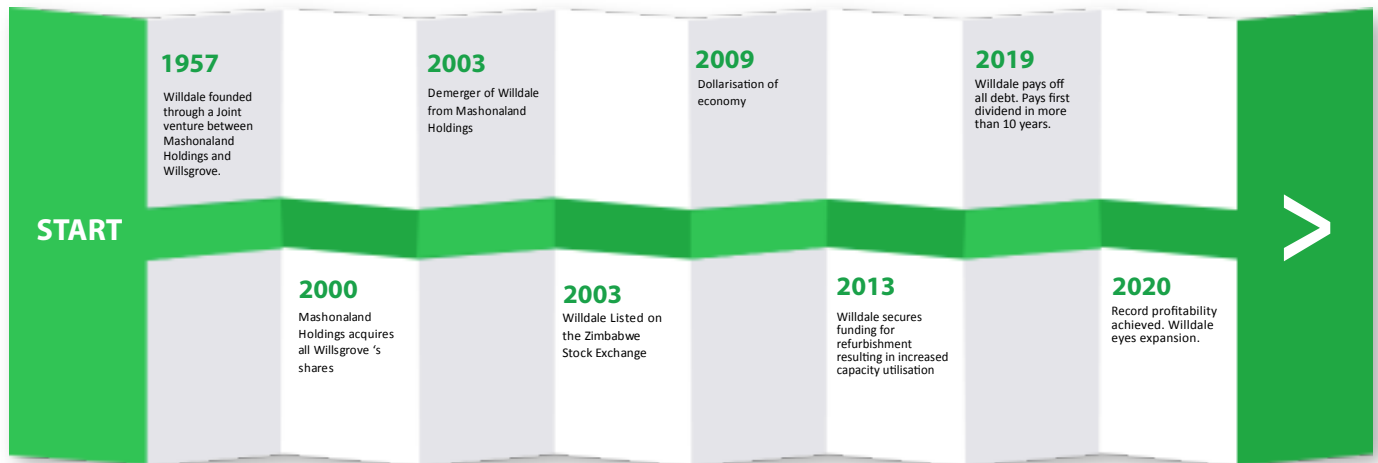 START
1957
Willdale founded
through a Joint
venture between
Mashonaland
Holdings and
Willsgrove.
2000
Mashonaland
Holdings acquires
all Willsgrove ‘s
shares
2003
Demerger of Willdale
from Mashonaland
Holdings
2003
Willdale Listed on
the Zimbabwe
Stock Exchange
2009
Dollarisation of
economy
2013
Willdale secures
funding for
refurbishment
resulting in increased
capacity utilisation
2019
Willdale pays off
all debt. Pays first
dividend in more
than 10 years.
2020
Record profitability
achieved. Willdale
eyes expansion.
>